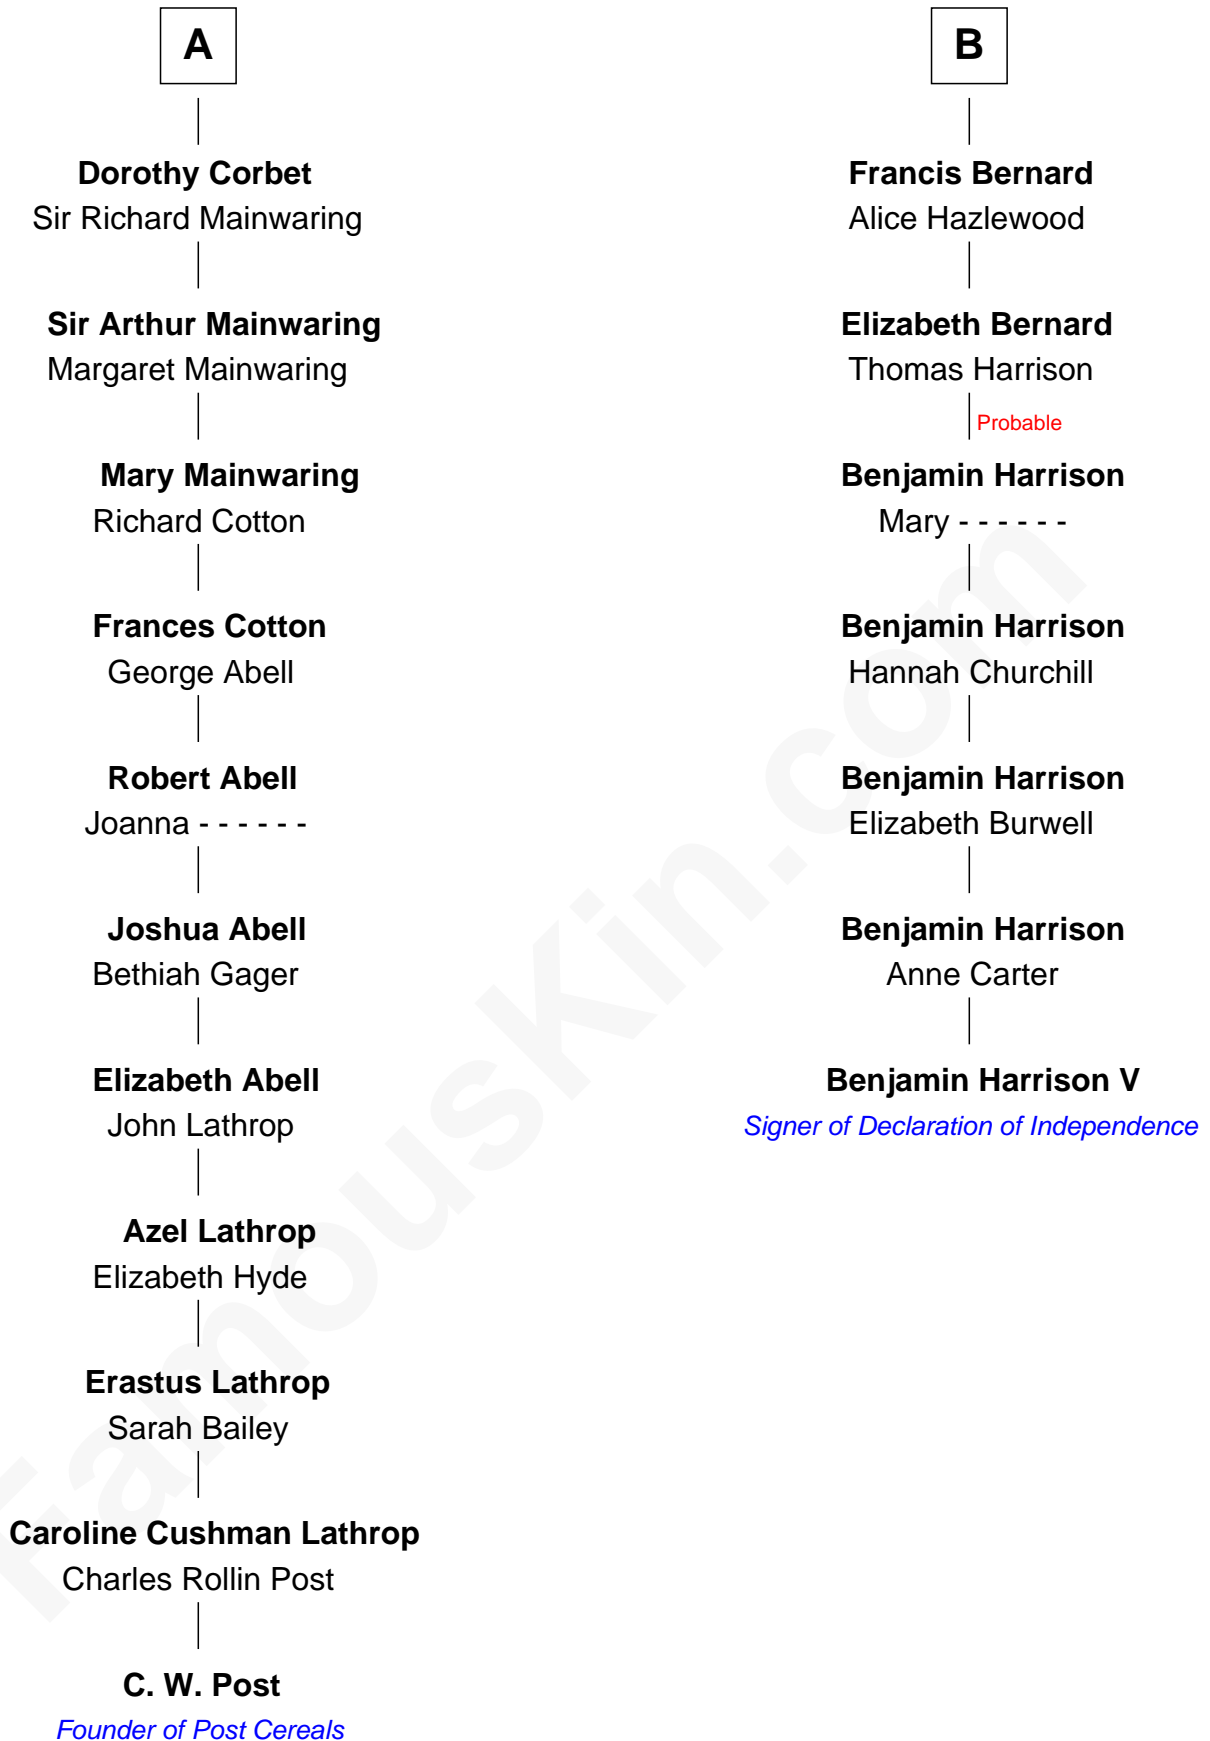 A
Dorothy Corbet
Sir Richard Mainwaring
Sir Arthur Mainwaring
Margaret Mainwaring
Mary Mainwaring
Richard Cotton
Frances Cotton
George Abell
Robert Abell
Joanna - - - - - -
Joshua Abell
Bethiah Gager
Elizabeth Abell
John Lathrop
Azel Lathrop
Elizabeth Hyde
Erastus Lathrop
Sarah Bailey
Caroline Cushman Lathrop
Charles Rollin Post
C. W. Post
Founder of Post Cereals
B
Francis Bernard
Alice Hazlewood
Elizabeth Bernard
Thomas Harrison
Probable
Benjamin Harrison
Mary - - - - - -
Benjamin Harrison
Hannah Churchill
Benjamin Harrison
Elizabeth Burwell
Benjamin Harrison
Anne Carter
Benjamin Harrison V
Signer of Declaration of Independence
FamousKin.com